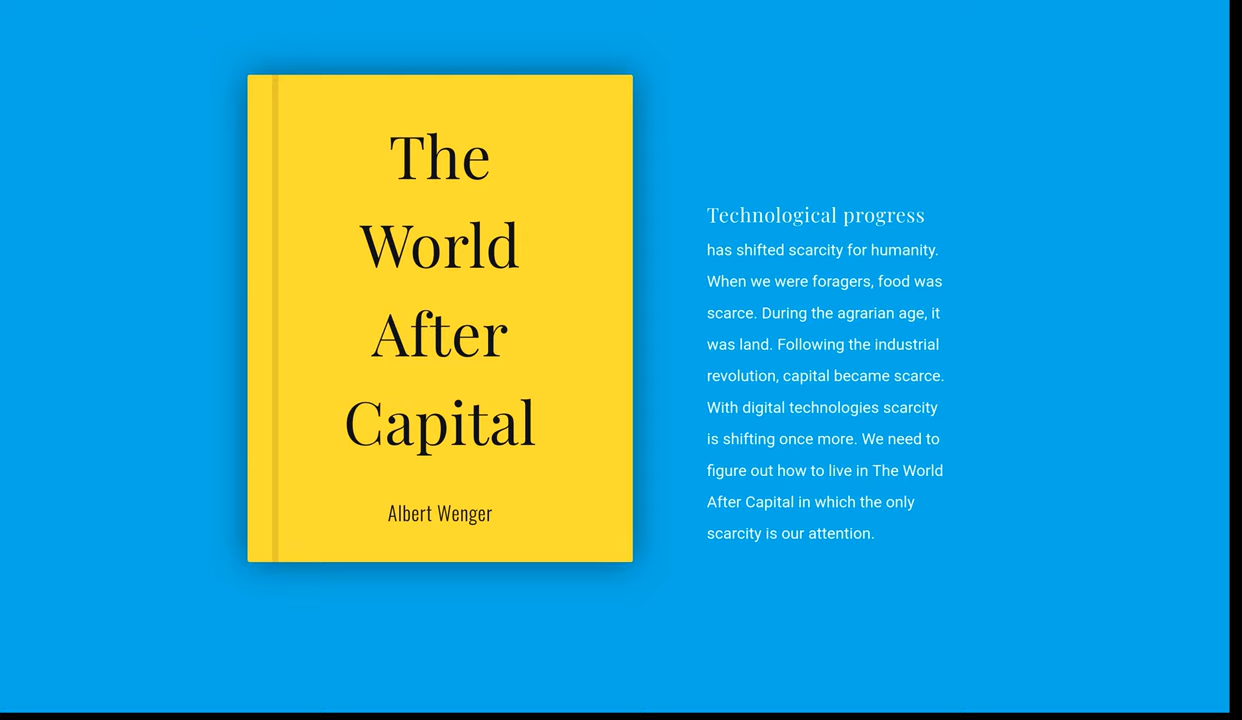 The
World
After
Capital
Albert Wenger
Technological progress
has shifted scarcity for humanity.
When we were foragers, food was
scarce. During the agrarian age, it
was land. Following the industrial
revolution, capital became scarce.
With digital technologies scarcity
is shifting once more. We need to
figure out how to live in The World
After Capital in which the only
scarcity is our attention.